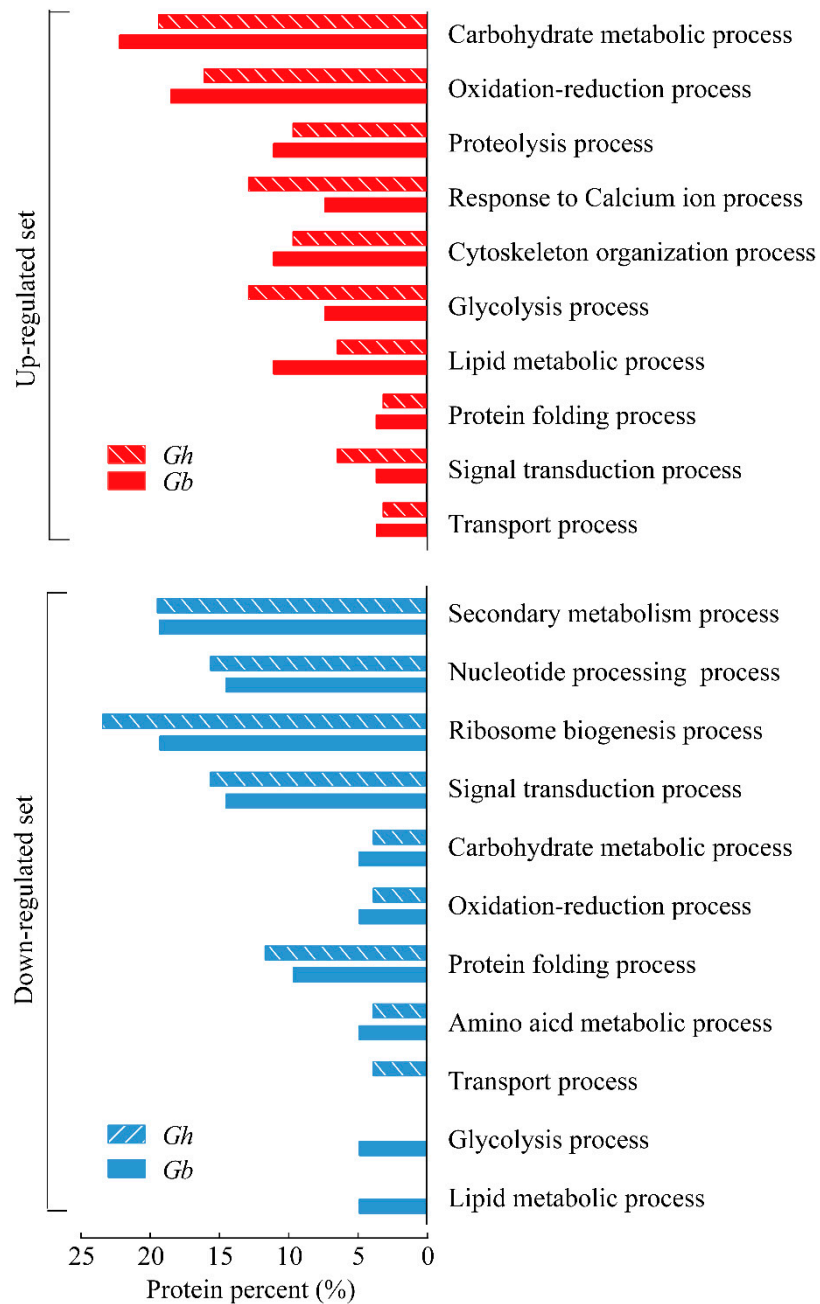 Up-regulated set
Carbohydrate metabolic process
Oxidation-reduction process
Proteolysis process
Response to Calcium ion process
Cytoskeleton organization process
Glycolysis process
Lipid metabolic process
Protein folding process
Signal transduction process
Transport process
Gh
Gb
Down-regulated set
Secondary metabolism process
Nucleotide processing  process
Ribosome biogenesis process
Signal transduction process
Carbohydrate metabolic process
Oxidation-reduction process
Protein folding process
Amino aicd metabolic process
Transport process
Glycolysis process
Lipid metabolic process
Gh
Gb
25 20 15 10 5 0
Protein percent (%)